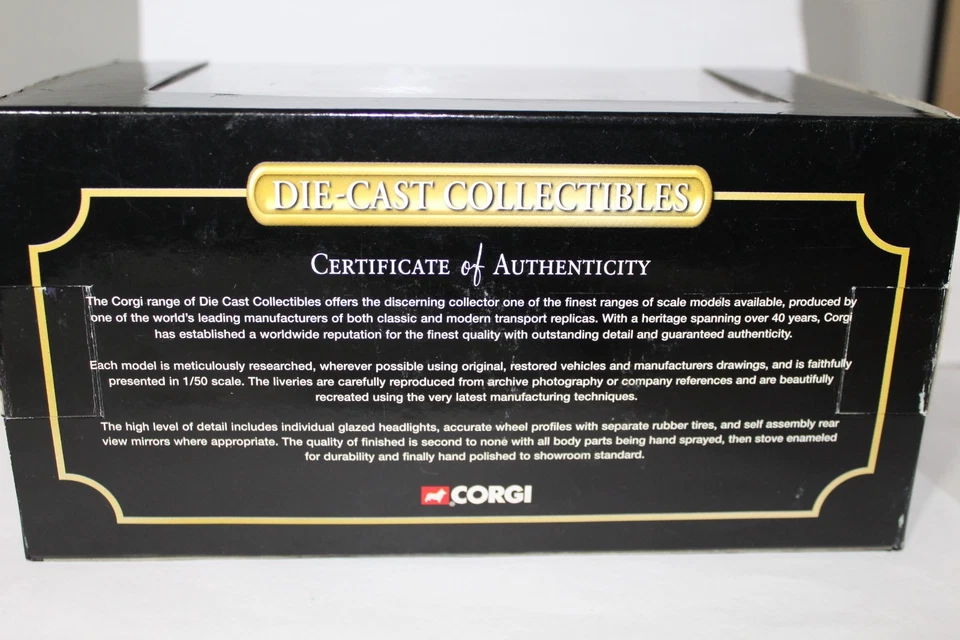 DIE-CAST COLLECTIBLES
CERTIFICATE of AUTHENTICITY
The Corgi range of Die Cast Collectibles offers the discerning collector one of the finest ranges of scale models available, produced by
one of the world's leading manufacturers of both classic and modern transport replicas. With a heritage spanning over 40 years, Corgi
has established a worldwide reputation for the finest quality with outstanding detail and guaranteed authenticity.
Each model is meticulously researched, wherever possible using original, restored vehicles and manufacturers drawings, and is faithfully
presented in 1/50 scale. The liveries are carefully reproduced from archive photography or company references and are beautifully
recreated using the very latest manufacturing techniques.
The high level of detail includes individual glazed headlights, accurate wheel profiles with separate rubber tires, and self assembly rear
view mirrors where appropriate. The quality of finished is second to none with all body parts being hand sprayed, then stove enameled
for durability and finally hand polished to showroom standard.
CORGI